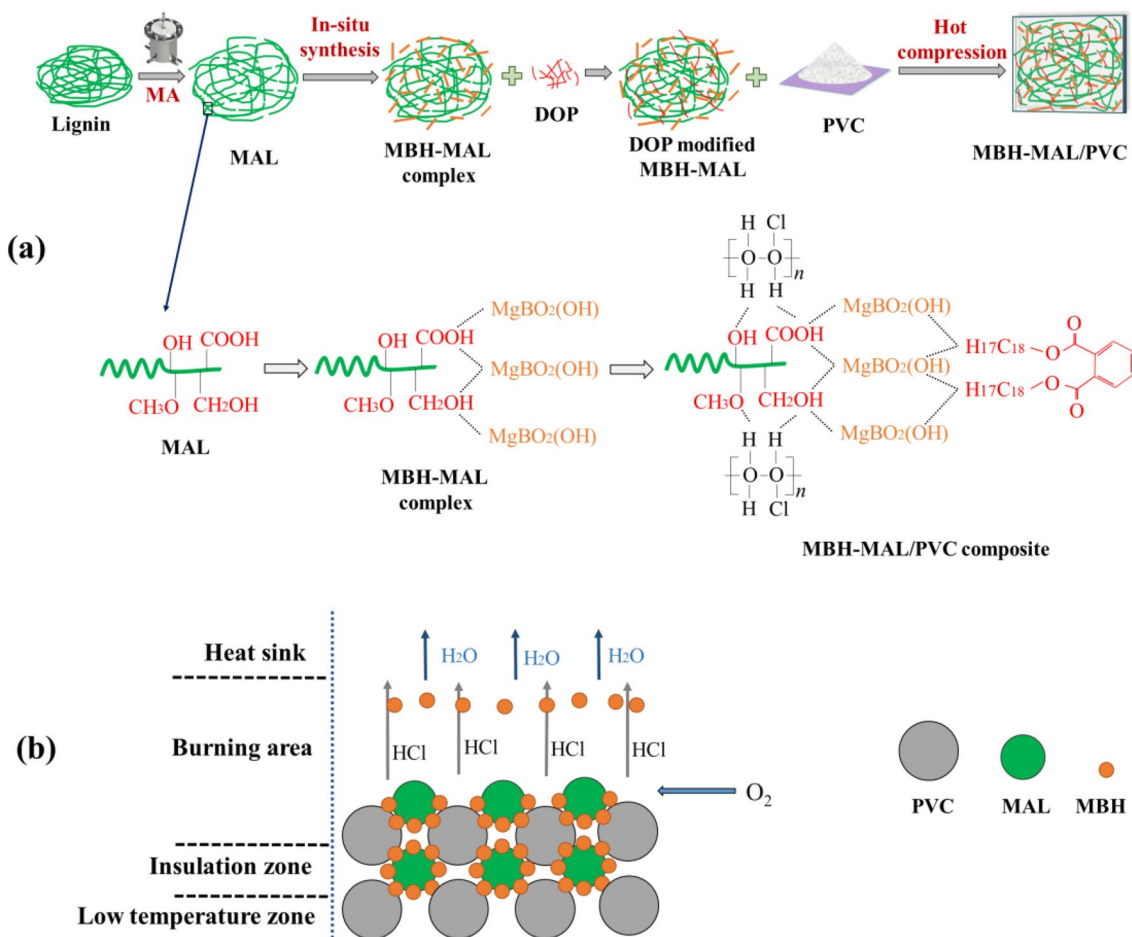 In-situ
synthesis
Hot
compression
MA
Lignin
MAL
MBH-MAL
complex
DOP
DOP modified
MBH-MAL
PVC
MBH-MAL/PVC
(a)
H Cl
O O n
H H
OH COOH
CH3O CH2OH
MAL
OH COOH
CH3O CH2OH
MgBO2(OH)
MgBO2(OH)
MgBO2(OH)
MBH-MAL
complex
OH COOH
CH3O CH2OH
MgBO2(OH)
MgBO2(OH)
MgBO2(OH)
H17C18 O O
H17C18 O O
H H
O O n
H Cl
MBH-MAL/PVC composite
(b)
Heat sink
Burning area
Insulation zone
Low temperature zone
H2O H2O H2O
HCl HCl HCl HCl
O2
PVC MAL MBH